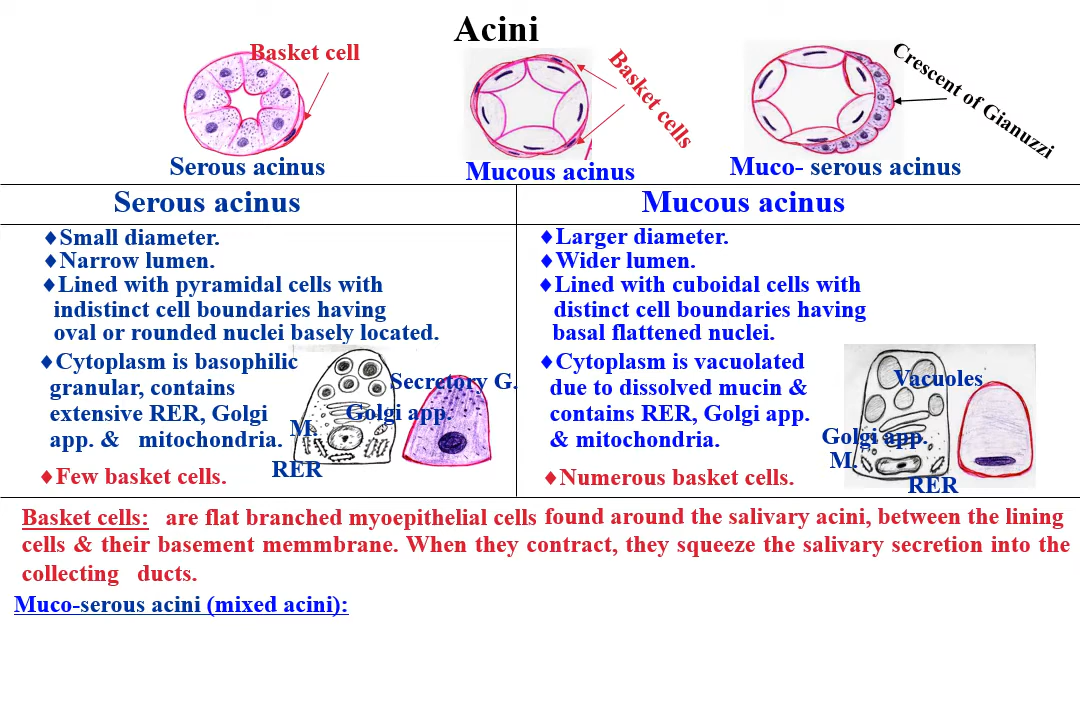 Acini
Basket cell
Basket cells
Crescent of Gianuzzi
Serous acinus
Mucous acinus
Muco- serous acinus
Serous acinus
Mucous acinus
♦Small diameter.
♦Narrow lumen.
♦Lined with pyramidal cells with
indistinct cell boundaries having
oval or rounded nuclei basely located.
♦Cytoplasm is basophilic
granular, contains
extensive RER, Golgi
app. & mitochondria.
♦Few basket cells.
Secretory G.
Golgi app.
M.
RER
♦Larger diameter.
♦Wider lumen.
♦Lined with cuboidal cells with
distinct cell boundaries having
basal flattened nuclei.
♦Cytoplasm is vacuolated
due to dissolved mucin &
contains RER, Golgi app.
& mitochondria.
♦Numerous basket cells.
Vacuoles
Golgi app.
M.
RER
Basket cells: are flat branched myoepithelial cells found around the salivary acini, between the lining
cells & their basement memmbrane. When they contract, they squeeze the salivary secretion into the
collecting ducts.
Muco-serous acini (mixed acini):